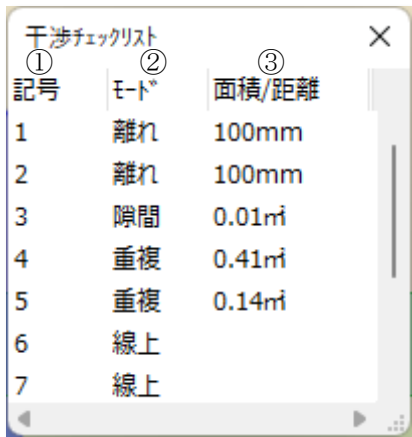 干渉ﾁｪｯｸﾘｽﾄ
① ② ③
記号 ﾓｰﾄﾞ 面積/距離
1 離れ 100mm
2 離れ 100mm
3 隙間 0.01㎡
4 重複 0.41㎡
5 重複 0.14㎡
6 線上
7 線上